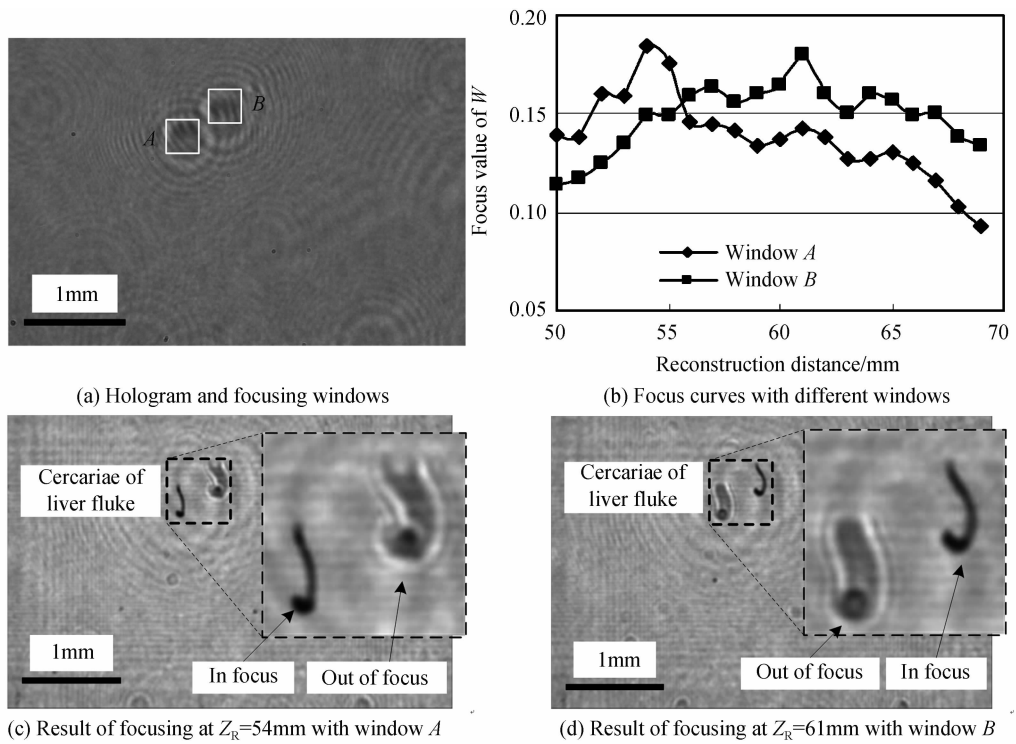 A
B
1mm
(a) Hologram and focusing windows
0.20
0.15
0.10
0.05
Focus value of W
Window A
Window B
50 55 60 65 70
Reconstruction distance/mm
(b) Focus curves with different windows
Cercariae of
liver fluke
In focus
Out of focus
1mm
(c) Result of focusing at ZR=54mm with window A
Cercariae of
liver fluke
Out of focus
In focus
1mm
(d) Result of focusing at ZR=61mm with window B